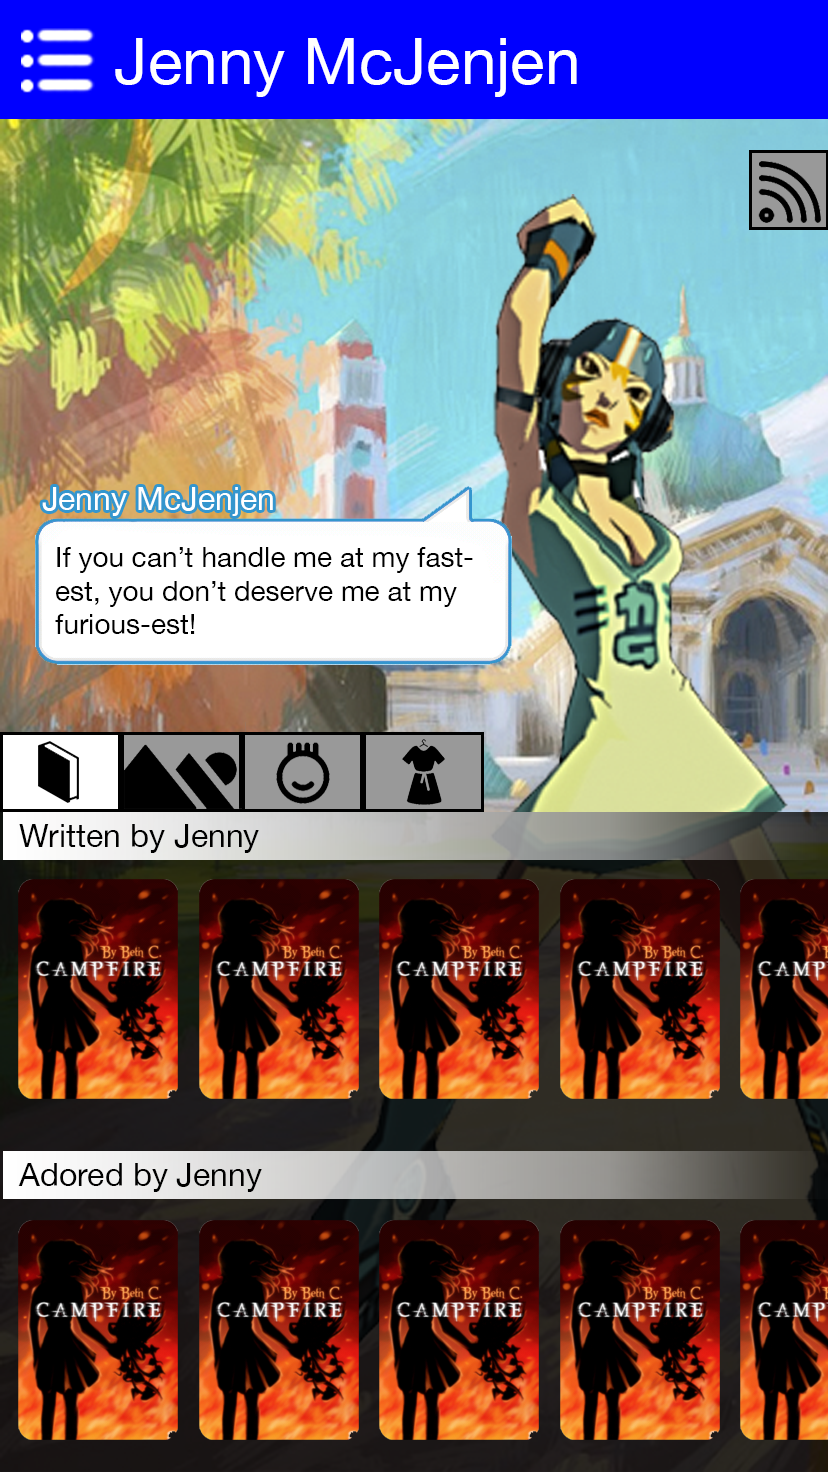 Jenny McJenjen
Jenny McJenjen
If you can't handle me at my fast-
est, you don't deserve me at my
furious-est!
Written by Jenny
By Beth C.
CAMPFIRE
By Beth C.
CAMPFIRE
By Beth C.
CAMPFIRE
By Beth C.
CAMPFIRE
CAMP
Adored by Jenny
By Beth C.
CAMPFIRE
By Beth C.
CAMPFIRE
By Beth C.
CAMPFIRE
By Beth C.
CAMPFIRE
CAMP